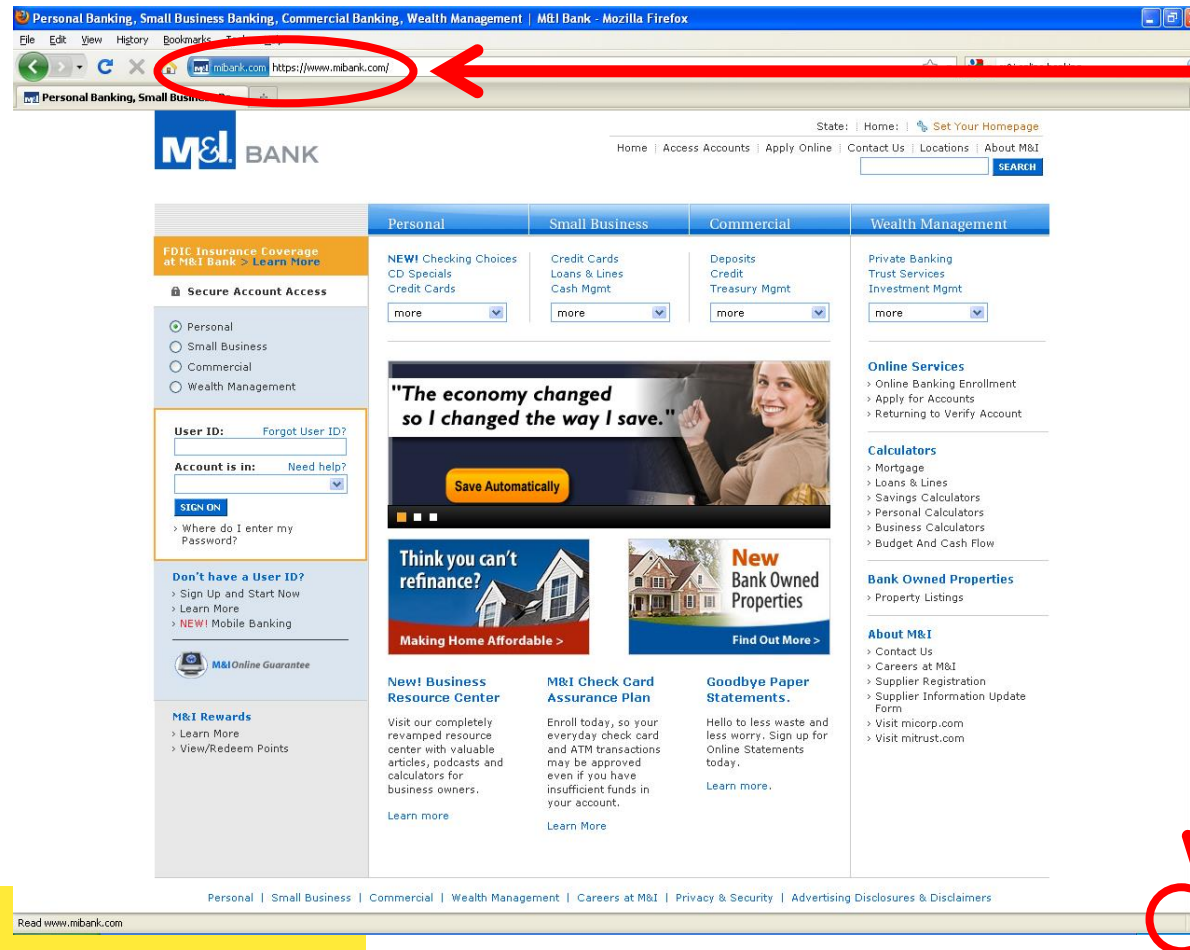 Personal Banking, Small Business Banking, Commercial Banking, Wealth Management | M&I Bank - Mozilla Firefox
File Edit View History Bookmarks
mibank.com https://www.mibank.com/
Personal Banking, Small
M&I. BANK
State: | Home: | Set Your Homepage
Home | Access Accounts | Apply Online | Contact Us | Locations | About M&I
SEARCH
Personal Small Business Commercial Wealth Management
FDIC Insurance Coverage
at M&I Bank > Learn More
Secure Account Access
Personal
Small Business
Commercial
Wealth Management
User ID: Forgot User ID?
Account is in: Need help?
SIGN ON
> Where do I enter my
Password?
Don't have a User ID?
> Sign Up and Start Now
> Learn More
> NEW! Mobile Banking
M&I Online Guarantee
M&I Rewards
> Learn More
> View/Redeem Points
NEW! Checking Choices
CD Specials
Credit Cards
more
Credit Cards
Loans & Lines
Cash Mgmt
more
Deposits
Credit
Treasury Mgmt
more
Private Banking
Trust Services
Investment Mgmt
more
"The economy changed
so I changed the way I save."
Save Automatically
Think you can't
refinance?
Making Home Affordable >
New
Bank Owned
Properties
Find Out More >
New! Business
Resource Center
Visit our completely
revamped resource
center with valuable
articles, podcasts and
calculators for
business owners.
Learn more
M&I Check Card
Assurance Plan
Enroll today, so your
everyday check card
and ATM transactions
may be approved
even if you have
insufficient funds in
your account.
Learn More
Goodbye Paper
Statements.
Hello to less waste and
less worry. Sign up for
Online Statements
today.
Learn more.
Online Services
> Online Banking Enrollment
> Apply for Accounts
> Returning to Verify Account
Calculators
> Mortgage
> Loans & Lines
> Savings Calculators
> Personal Calculators
> Business Calculators
> Budget And Cash Flow
Bank Owned Properties
> Property Listings
About M&I
> Contact Us
> Careers at M&I
> Supplier Registration
> Supplier Information Update
Form
> Visit micorp.com
> Visit mitrust.com
Personal | Small Business | Commercial | Wealth Management | Careers at M&I | Privacy & Security | Advertising Disclosures & Disclaimers
Read www.mibank.com